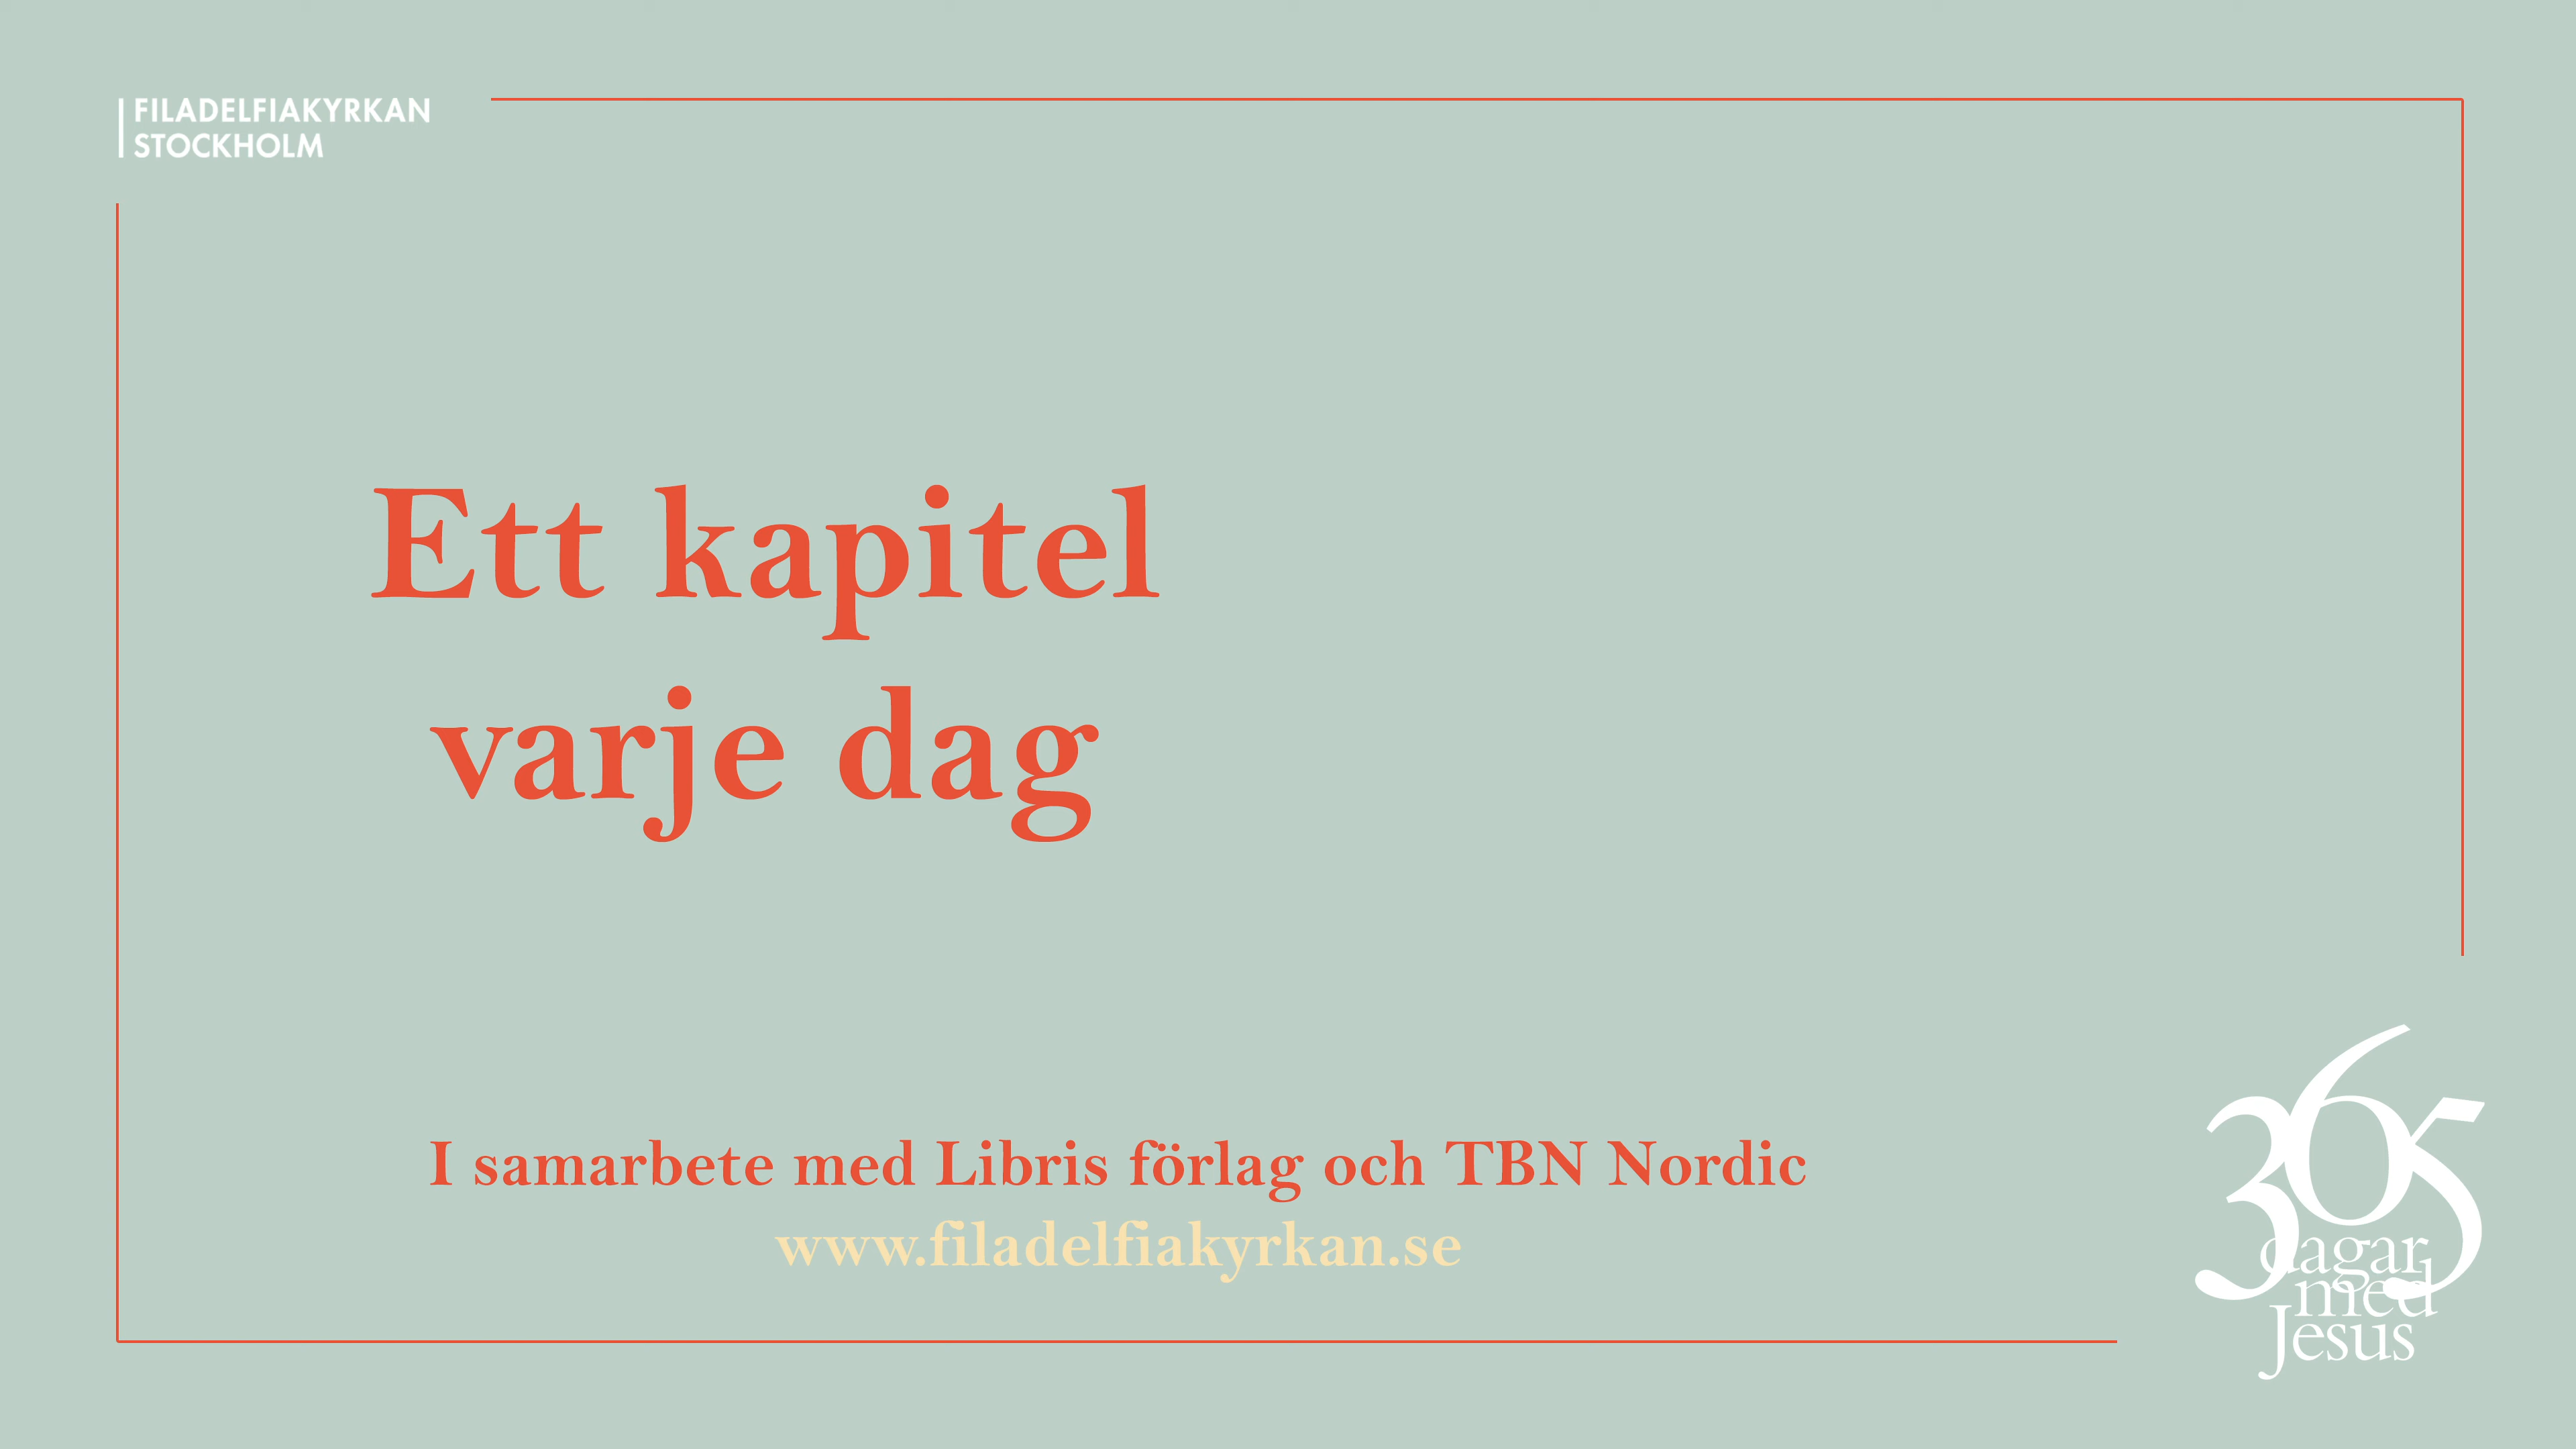 FILADELFIAKYRKAN
STOCKHOLM
Ett kapitel
varje dag
I samarbete med Libris förlag och TBN Nordic
www.filadelfiakyrkan.se
365
dagar
med
Jesus